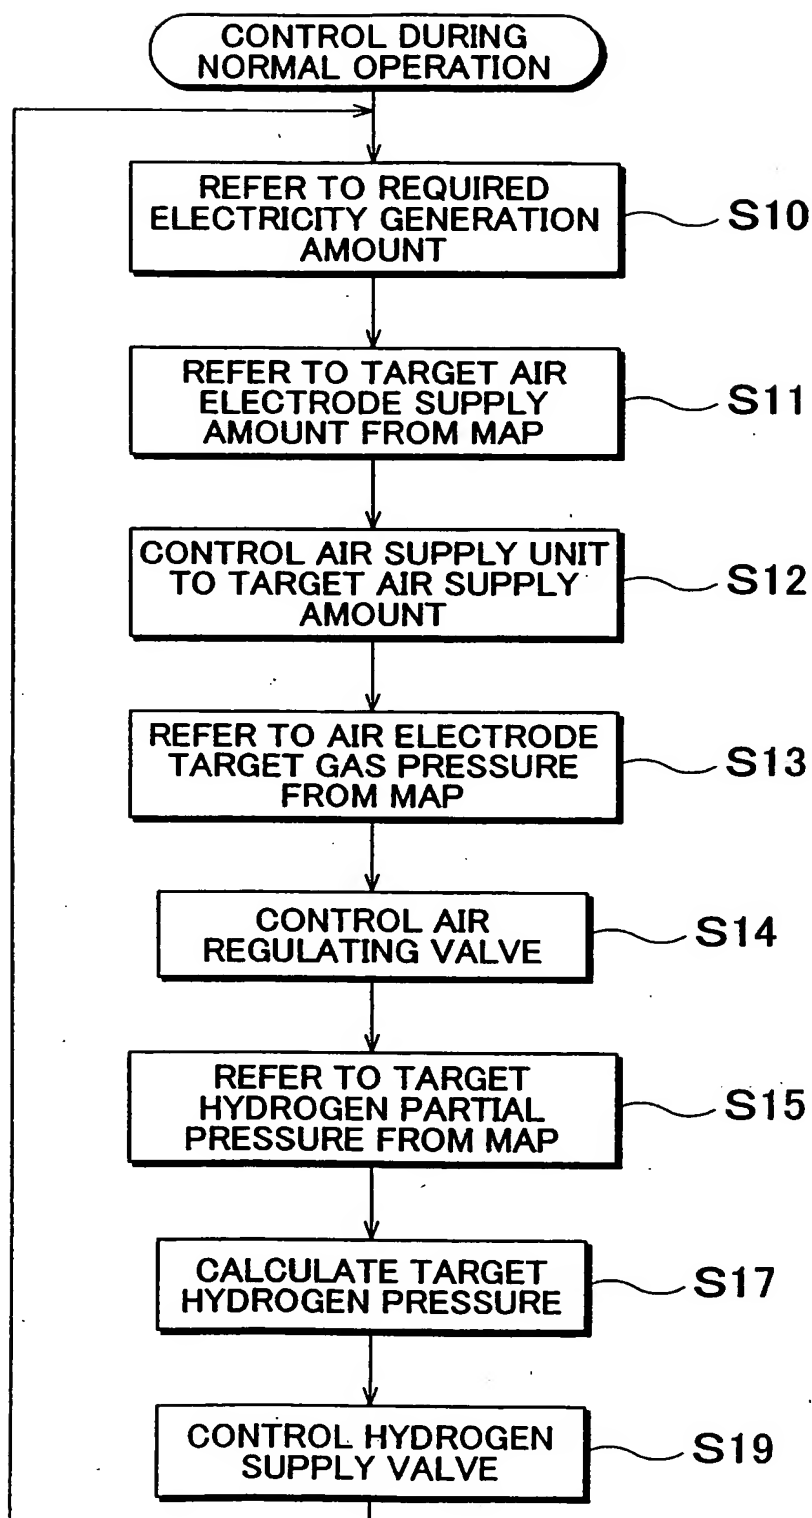 CONTROL DURING
NORMAL OPERATION
REFER TO REQUIRED
ELECTRICITY GENERATION
AMOUNT
S10
REFER TO TARGET AIR
ELECTRODE SUPPLY
AMOUNT FROM MAP
S11
CONTROL AIR SUPPLY UNIT
TO TARGET AIR SUPPLY
AMOUNT
S12
REFER TO AIR ELECTRODE
TARGET GAS PRESSURE
FROM MAP
S13
CONTROL AIR
REGULATING VALVE
S14
REFER TO TARGET
HYDROGEN PARTIAL
PRESSURE FROM MAP
S15
CALCULATE TARGET
HYDROGEN PRESSURE
S17
CONTROL HYDROGEN
SUPPLY VALVE
S19